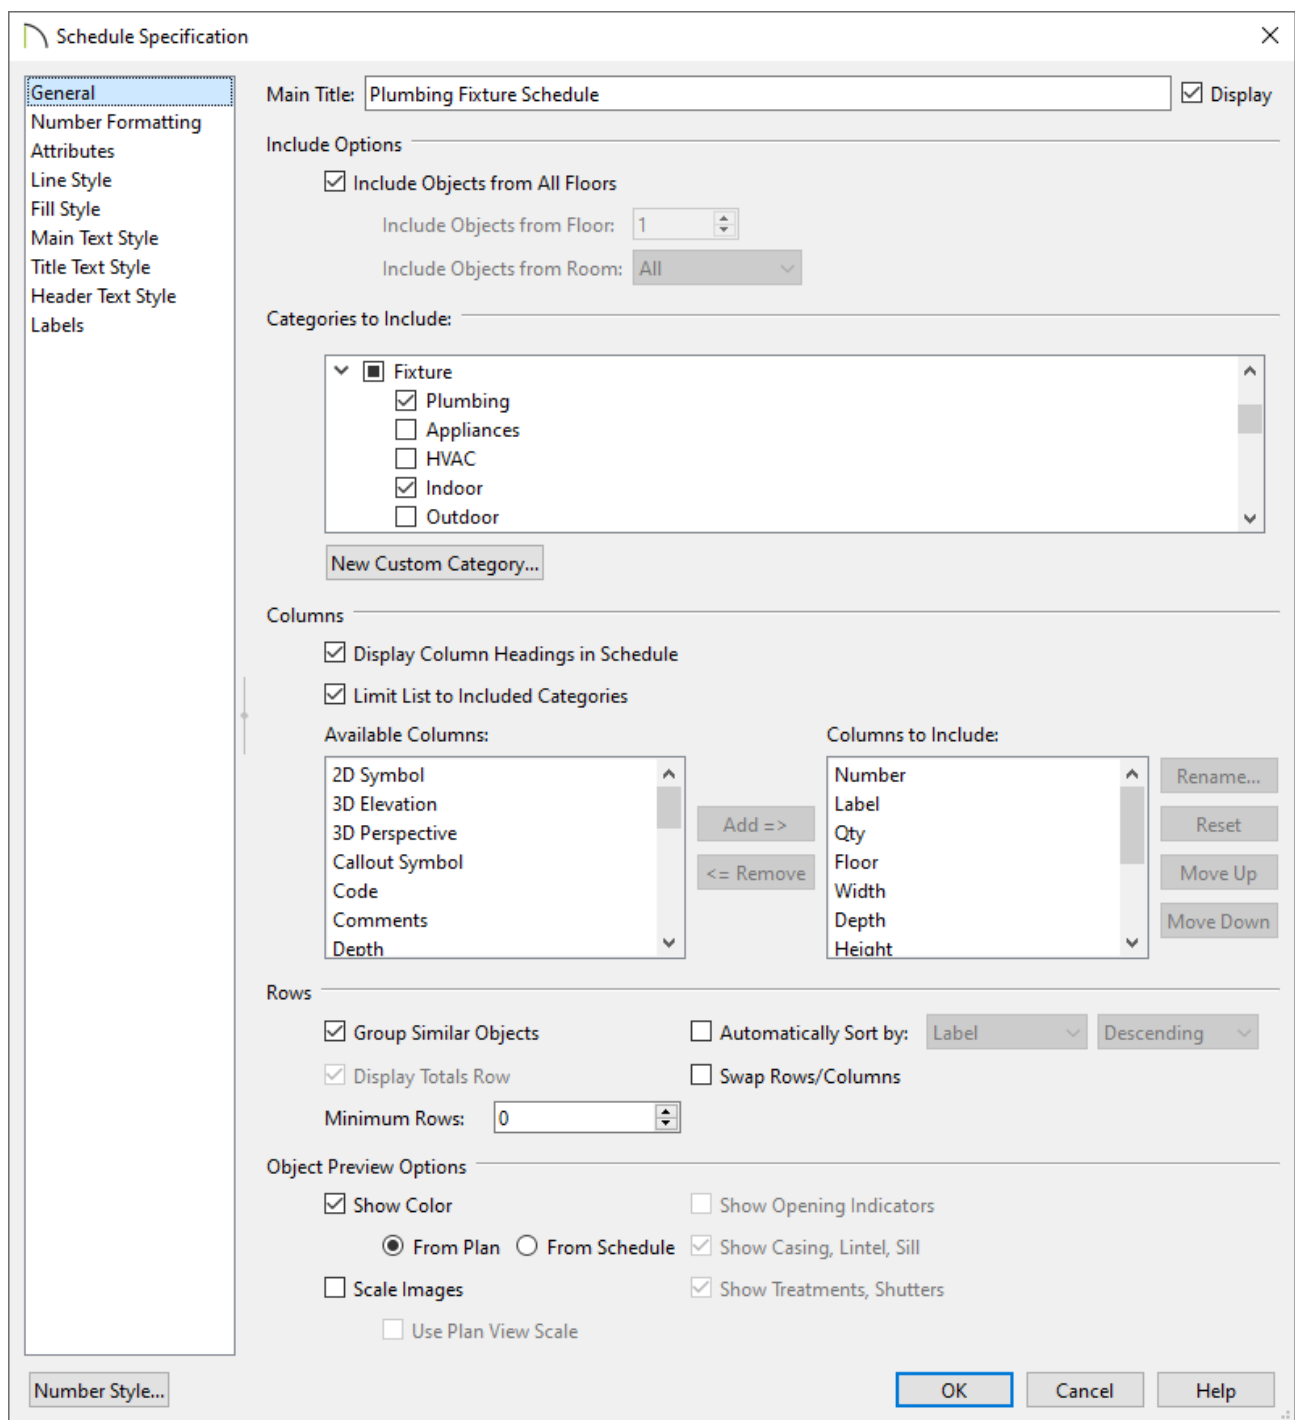 Schedule Specification
General
Number Formatting
Attributes
Line Style
Fill Style
Main Text Style
Title Text Style
Header Text Style
Labels
Main Title: Plumbing Fixture Schedule Display
Include Options
Include Objects from All Floors
Include Objects from Floor: 1
Include Objects from Room: All
Categories to Include:
Fixture
Plumbing
Appliances
HVAC
Indoor
Outdoor
New Custom Category...
Columns
Display Column Headings in Schedule
Limit List to Included Categories
Available Columns:
2D Symbol
3D Elevation
3D Perspective
Callout Symbol
Code
Comments
Depth
Add =>
<= Remove
Columns to Include:
Number
Label
Qty
Floor
Width
Depth
Height
Rename...
Reset
Move Up
Move Down
Rows
Group Similar Objects
Automatically Sort by: Label Descending
Display Totals Row
Swap Rows/Columns
Minimum Rows: 0
Object Preview Options
Show Color
Show Opening Indicators
From Plan From Schedule
Show Casing, Lintel, Sill
Scale Images
Show Treatments, Shutters
Use Plan View Scale
Number Style...
OK
Cancel
Help